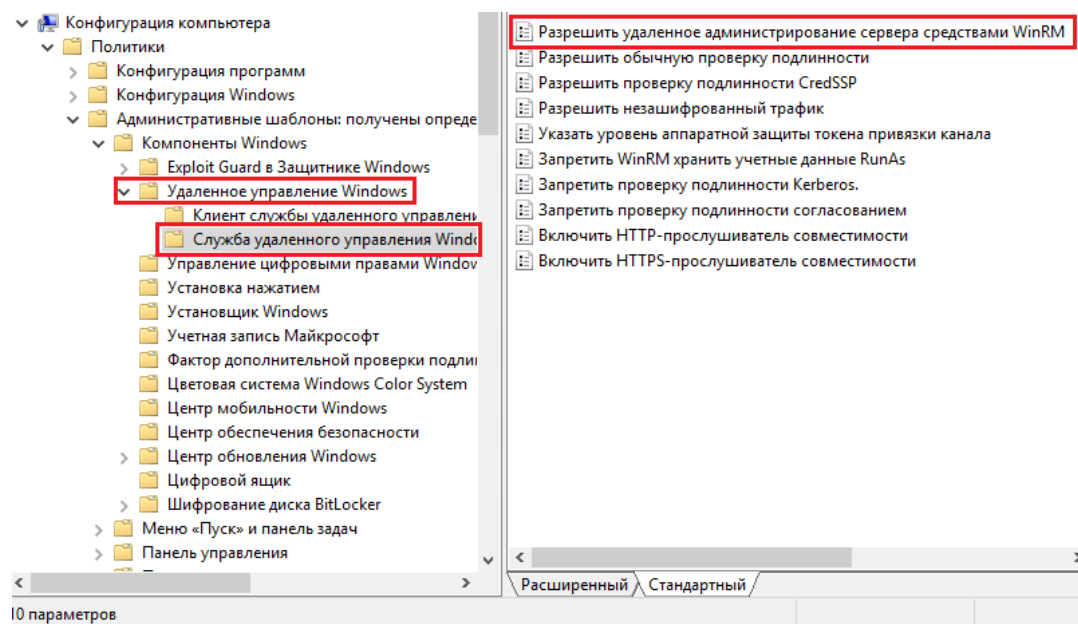 Конфигурация компьютера
Политики
Конфигурация программ
Конфигурация Windows
Административные шаблоны: получены опреде
Компоненты Windows
Exploit Guard в Защитнике Windows
Удаленное управление Windows
Клиент службы удаленного управлени
Служба удаленного управления Windo
Управление цифровыми правами Window
Установка нажатием
Установщик Windows
Учетная запись Майкрософт
Фактор дополнительной проверки подли
Цветовая система Windows Color System
Центр мобильности Windows
Центр обеспечения безопасности
Центр обновления Windows
Цифровой ящик
Шифрование диска BitLocker
Меню «Пуск» и панель задач
Панель управления
Разрешить удаленное администрирование сервера средствами WinRM
Разрешить обычную проверку подлинности
Разрешить проверку подлинности CredSSP
Разрешить незашифрованный трафик
Указать уровень аппаратной защиты токена привязки канала
Запретить WinRM хранить учетные данные RunAs
Запретить проверку подлинности Kerberos.
Запретить проверку подлинности согласованием
Включить HTTP-прослушиватель совместимости
Включить HTTPS-прослушиватель совместимости
Расширенный Стандартный
10 параметров